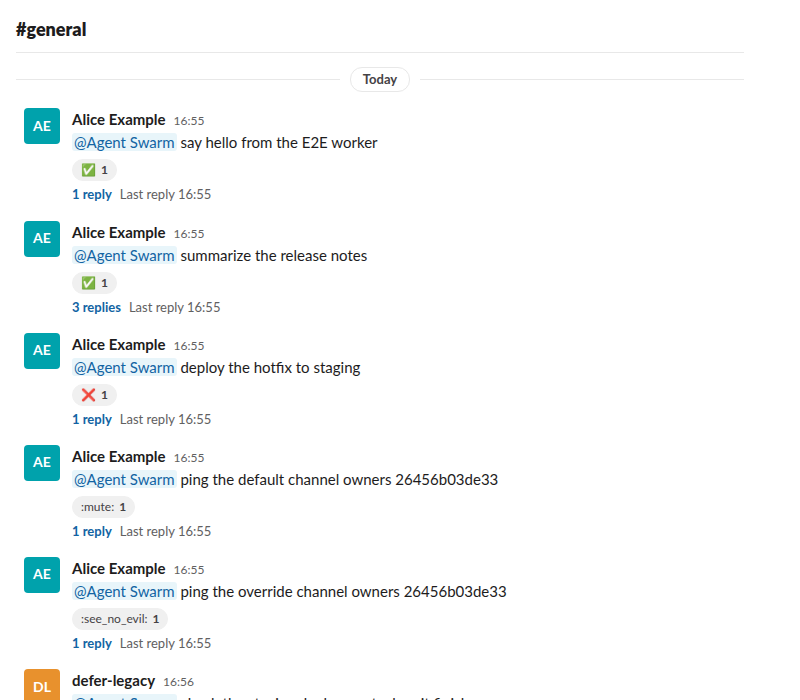 #general
Today
AE
Alice Example 16:55
@Agent Swarm say hello from the E2E worker
✅ 1
1 reply Last reply 16:55
AE
Alice Example 16:55
@Agent Swarm summarize the release notes
✅ 1
3 replies Last reply 16:55
AE
Alice Example 16:55
@Agent Swarm deploy the hotfix to staging
❌ 1
1 reply Last reply 16:55
AE
Alice Example 16:55
@Agent Swarm ping the default channel owners 26456b03de33
:mute: 1
1 reply Last reply 16:55
AE
Alice Example 16:55
@Agent Swarm ping the override channel owners 26456b03de33
:see_no_evil: 1
1 reply Last reply 16:55
DL
defer-legacy 16:56
@Agent Swarm